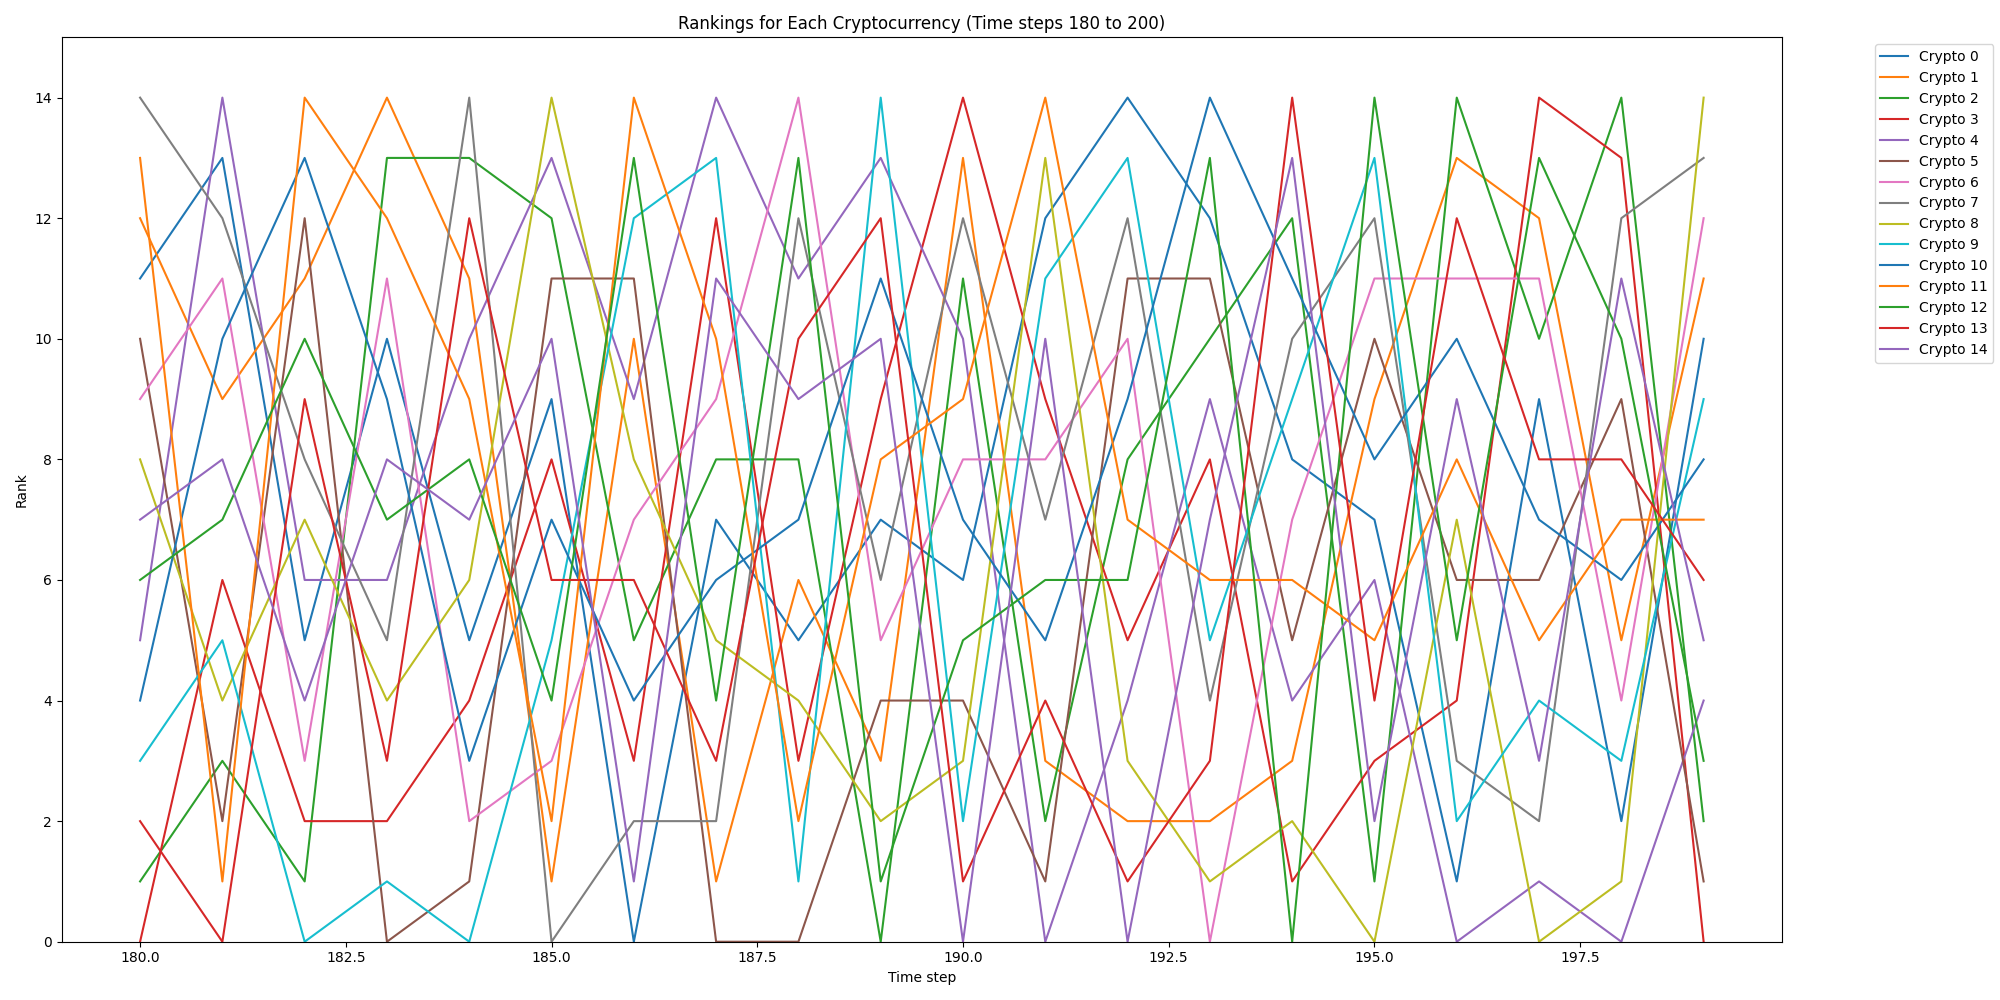 Rankings for Each Cryptocurrency (Time steps 180 to 200)
Rank
14
12
10
8
6
4
2
0
180.0 182.5 185.0 187.5 190.0 192.5 195.0 197.5
Time step
Crypto 0
Crypto 1
Crypto 2
Crypto 3
Crypto 4
Crypto 5
Crypto 6
Crypto 7
Crypto 8
Crypto 9
Crypto 10
Crypto 11
Crypto 12
Crypto 13
Crypto 14